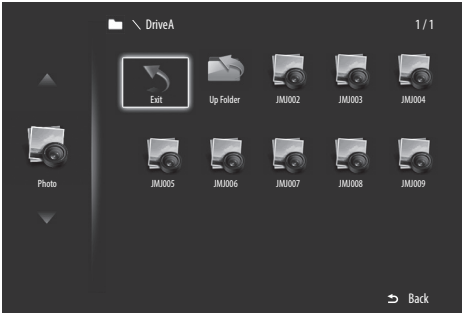 \ DriveA 1/1
Exit Up Folder JMJ002 JMJ003 JMJ004
Photo
JMJ005 JMJ006 JMJ007 JMJ008 JMJ009
Back